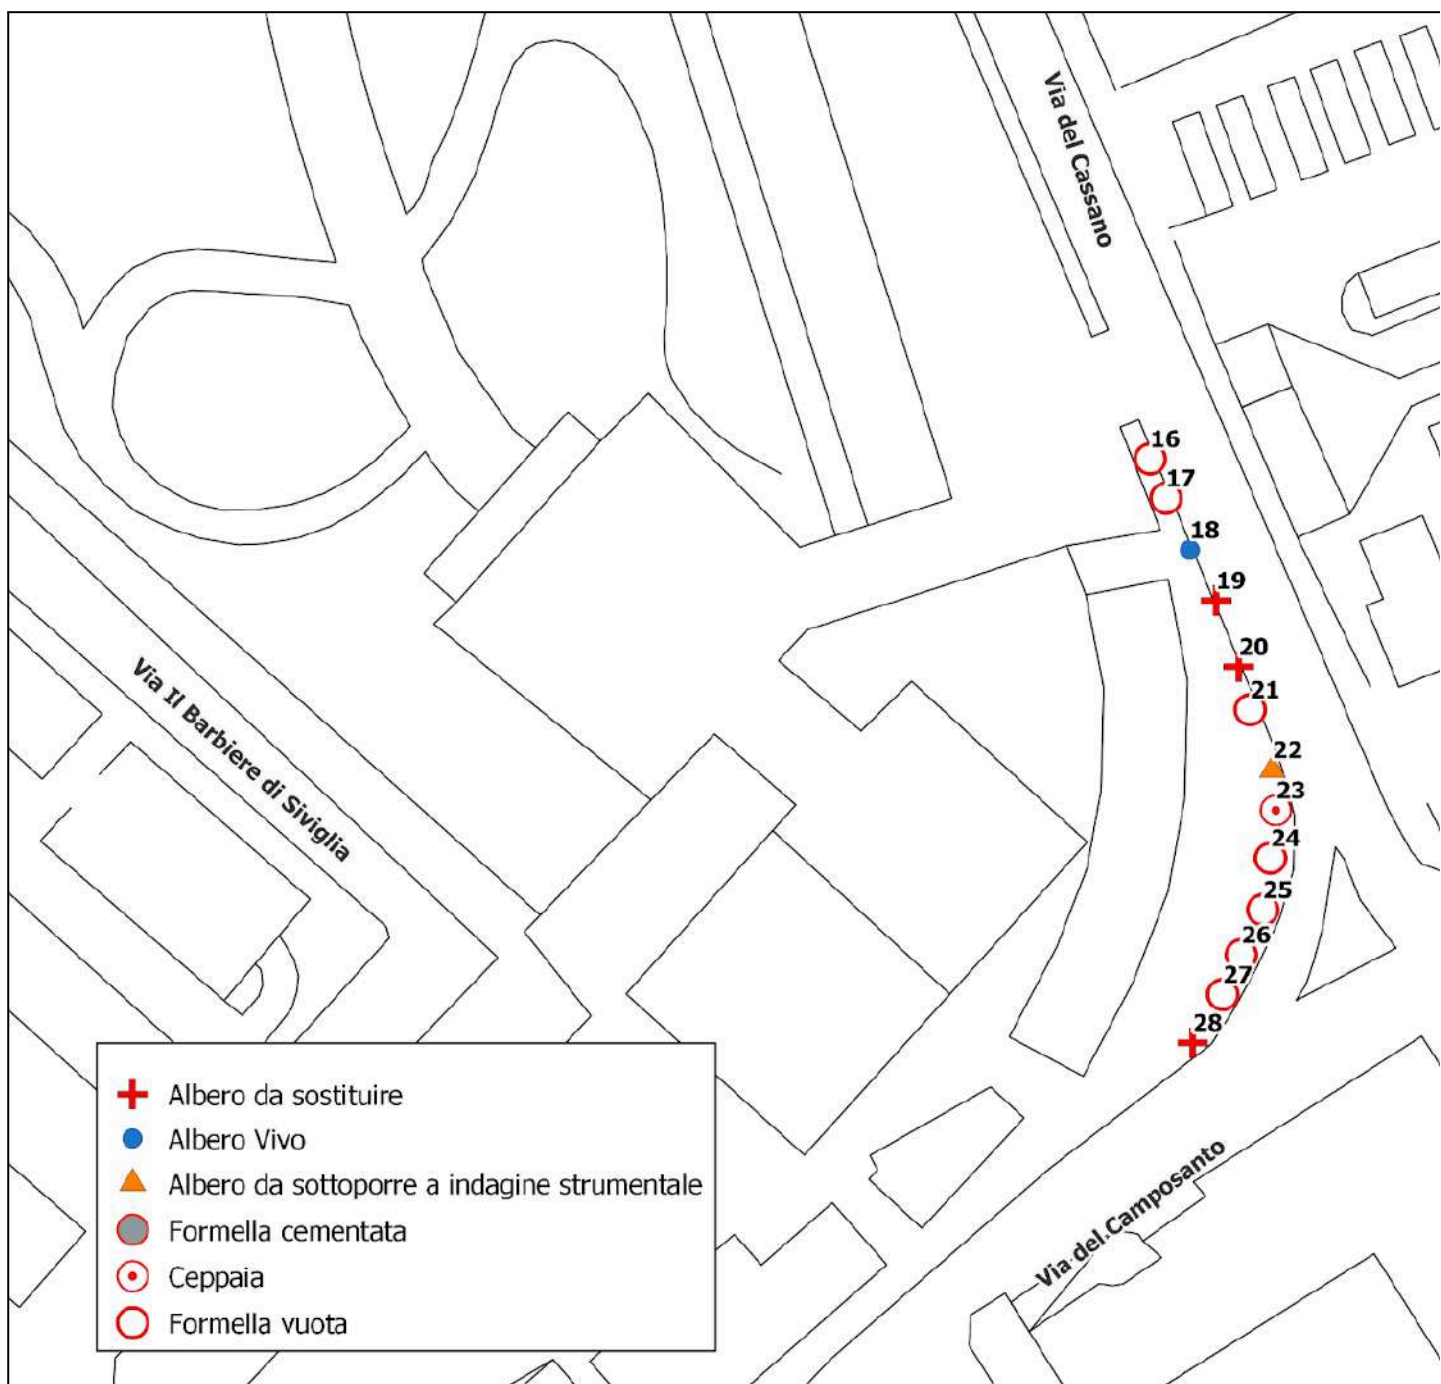 Via del Cassano
16
17
18
19
20
21
22
23
24
25
26
27
28
Via Il Barbiere di Siviglia
Via del Camposanto
Albero da sostituire
Albero Vivo
Albero da sottoporre a indagine strumentale
Formella cementata
Ceppaia
Formella vuota